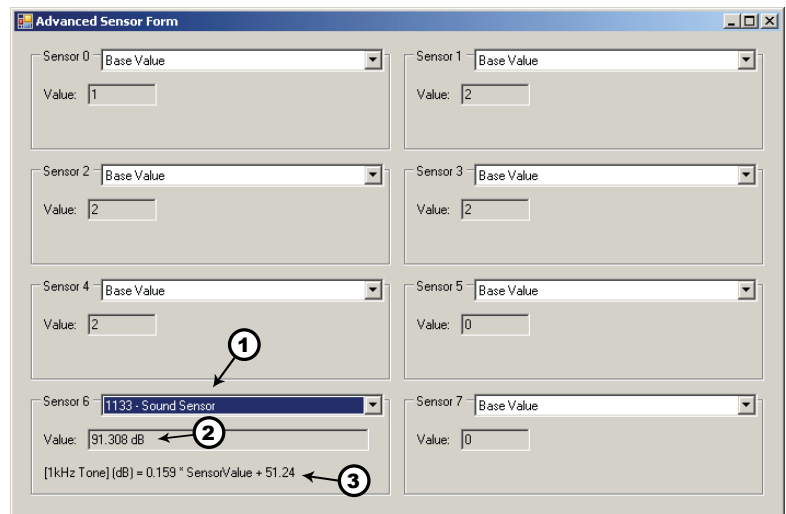 Advanced Sensor Form
Sensor 0 Base Value
Value: 1
Sensor 1 Base Value
Value: 2
Sensor 2 Base Value
Value: 2
Sensor 3 Base Value
Value: 2
Sensor 4 Base Value
Value: 2
Sensor 5 Base Value
Value: 0
1
Sensor 6 1133 - Sound Sensor
Value: 91.308 dB
2
[1kHz Tone] (dB) = 0.159 * SensorValue + 51.24
3
Sensor 7 Base Value
Value: 0